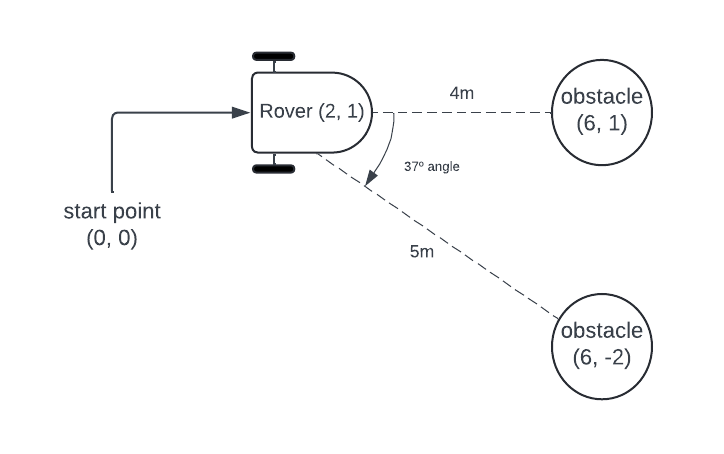 4m
obstacle
(6, 1)
Rover (2, 1)
37º angle
start point
(0, 0)
5m
obstacle
(6, -2)